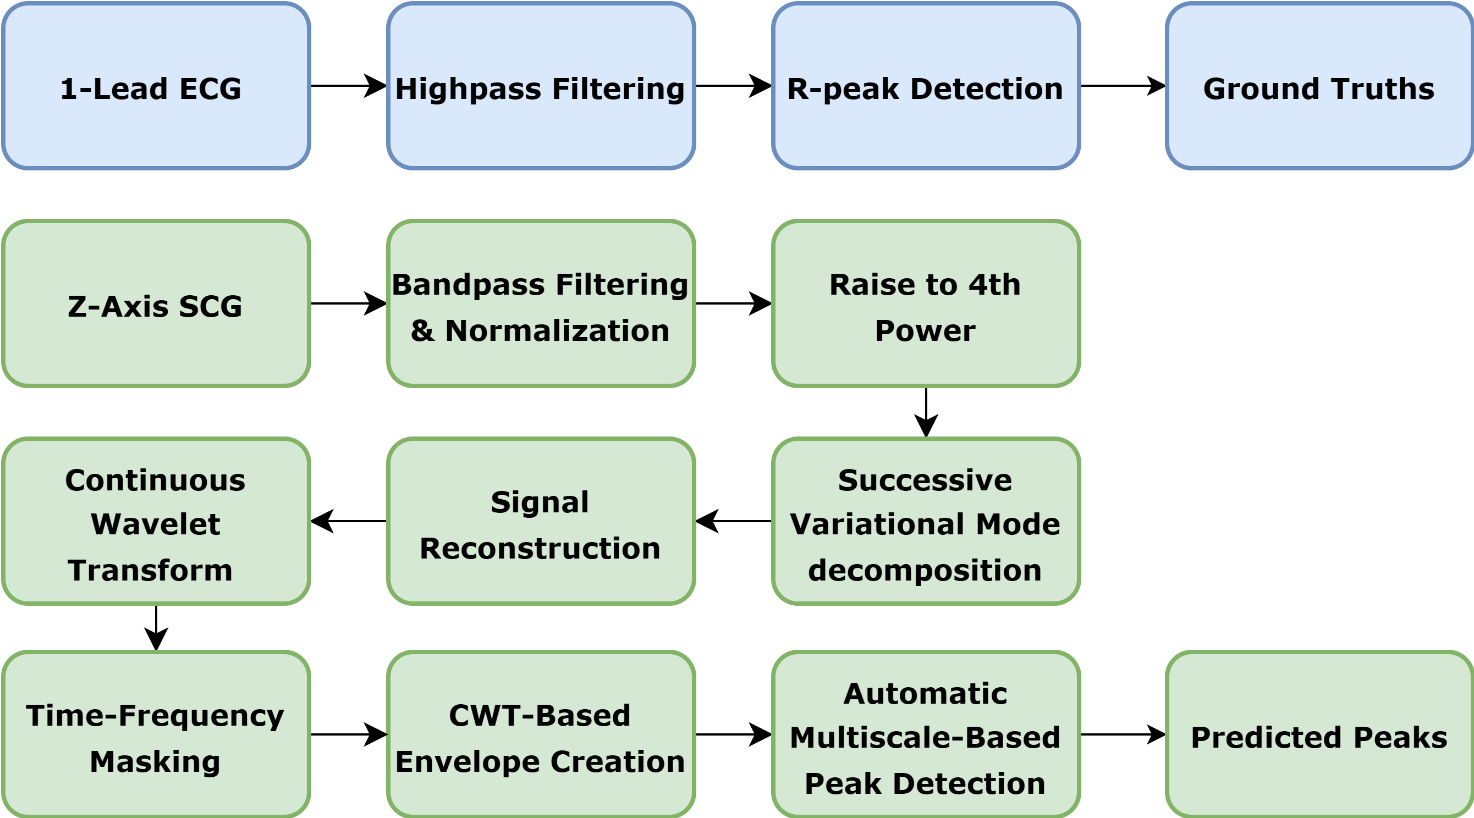 1-Lead ECG
Highpass Filtering
R-peak Detection
Ground Truths
Z-Axis SCG
Bandpass Filtering
& Normalization
Raise to 4th
Power
Successive
Variational Mode
decomposition
Signal
Reconstruction
Continuous
Wavelet
Transform
Time-Frequency
Masking
CWT-Based
Envelope Creation
Automatic
Multiscale-Based
Peak Detection
Predicted Peaks